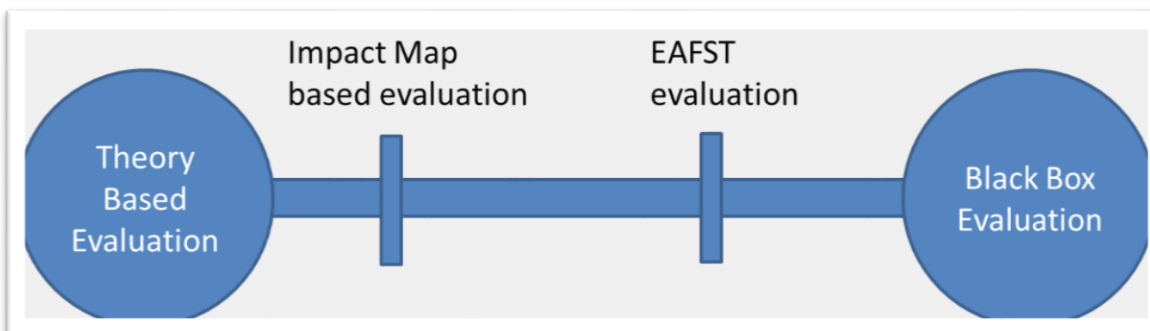 Impact Map
based evaluation
EAFST
evaluation
Theory
Based
Evaluation
Black Box
Evaluation